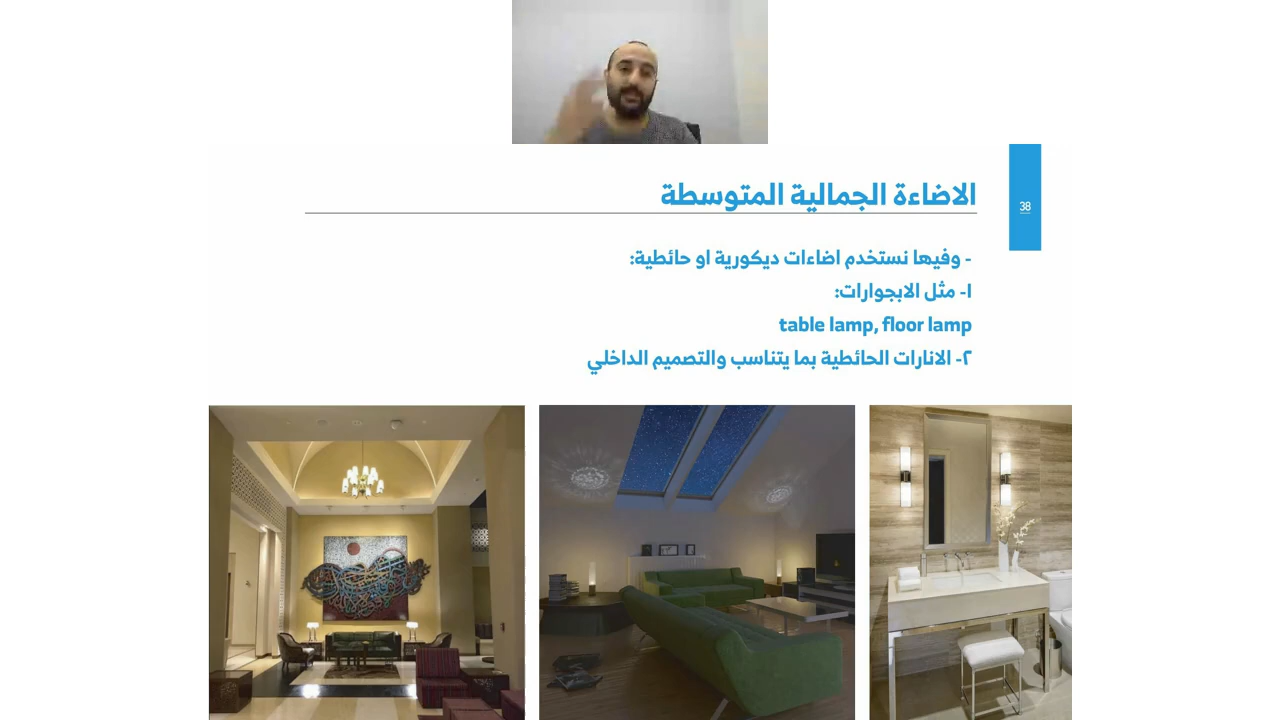 الاضاءة الجمالية المتوسطة
38
- وفيها نستخدم اضاءات ديكورية او حائطية:
١- مثل الابجوارات:
table lamp, floor lamp
٢- الانارات الحائطية بما يتناسب والتصميم الداخلي